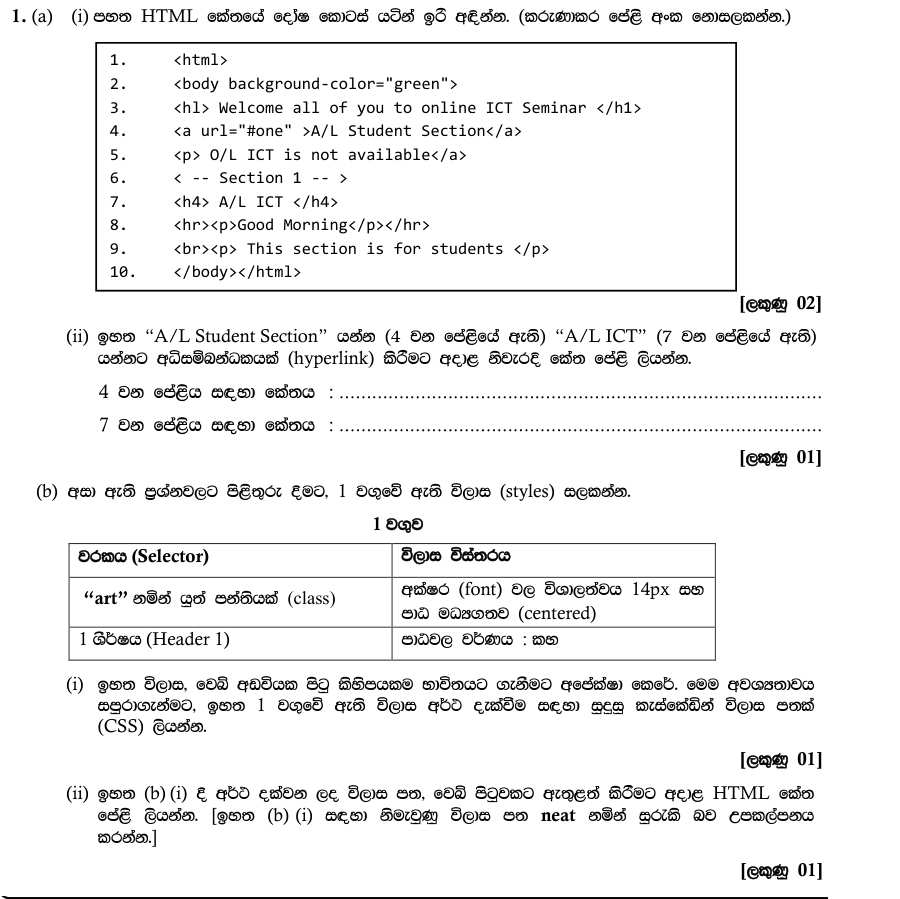 1. (a) (i) පහත HTML කේතයේ දෝෂ කොටස් යටින් ඉරි අඳින්න. (කරුණාකර පේළි අංක නොසලකන්න.)
1. <html>
2. <body background-color="green">
3. <hl> Welcome all of you to online ICT Seminar </h1>
4. <a url="#one" >A/L Student Section</a>
5. <p> O/L ICT is not available</a>
6. < -- Section 1 -- >
7. <h4> A/L ICT </h4>
8. <hr><p>Good Morning</p></hr>
9. <br><p> This section is for students </p>
10. </body></html>
[ලකුණු 02]
(ii) ඉහත “A/L Student Section” යන්න (4 වන පේළියේ ඇති) “A/L ICT” (7 වන පේළියේ ඇති)
යන්නට අධිසම්බන්ධකයක් (hyperlink) කිරීමට අදාළ නිවැරදි කේත පේළි ලියන්න.
4 වන පේළිය සඳහා කේතය : ........................................................................................
7 වන පේළිය සඳහා කේතය : ........................................................................................
[ලකුණු 01]
(b) අසා ඇති ප්‍රශ්නවලට පිළිතුරු දීමට, 1 වගුවේ ඇති විලාස (styles) සලකන්න.
1 වගුව
වරකය (Selector) විලාස විස්තරය
“art” නමින් යුත් පන්තියක් (class) අක්ෂර (font) වල විශාලත්වය 14px සහ
පාඨ මධ්‍යගතව (centered)
1 ශීර්ෂය (Header 1) පාඨවල වර්ණය : කහ
(i) ඉහත විලාස, වෙබ් අඩවියක පිටු කිහිපයකම භාවිතයට ගැනීමට අපේක්ෂා කෙරේ. මෙම අවශ්‍යතාවය
සපුරාගැන්මට, ඉහත 1 වගුවේ ඇති විලාස අර්ථ දැක්වීම සඳහා සුදුසු කැස්කේඩින් විලාස පතක්
(CSS) ලියන්න.
[ලකුණු 01]
(ii) ඉහත (b) (i) දී අර්ථ දක්වන ලද විලාස පත, වෙබ් පිටුවකට ඇතුළත් කිරීමට අදාළ HTML කේත
පේළි ලියන්න. [ඉහත (b) (i) සඳහා නිමැවුණු විලාස පත neat නමින් සුරැකි බව උපකල්පනය
කරන්න.]
[ලකුණු 01]